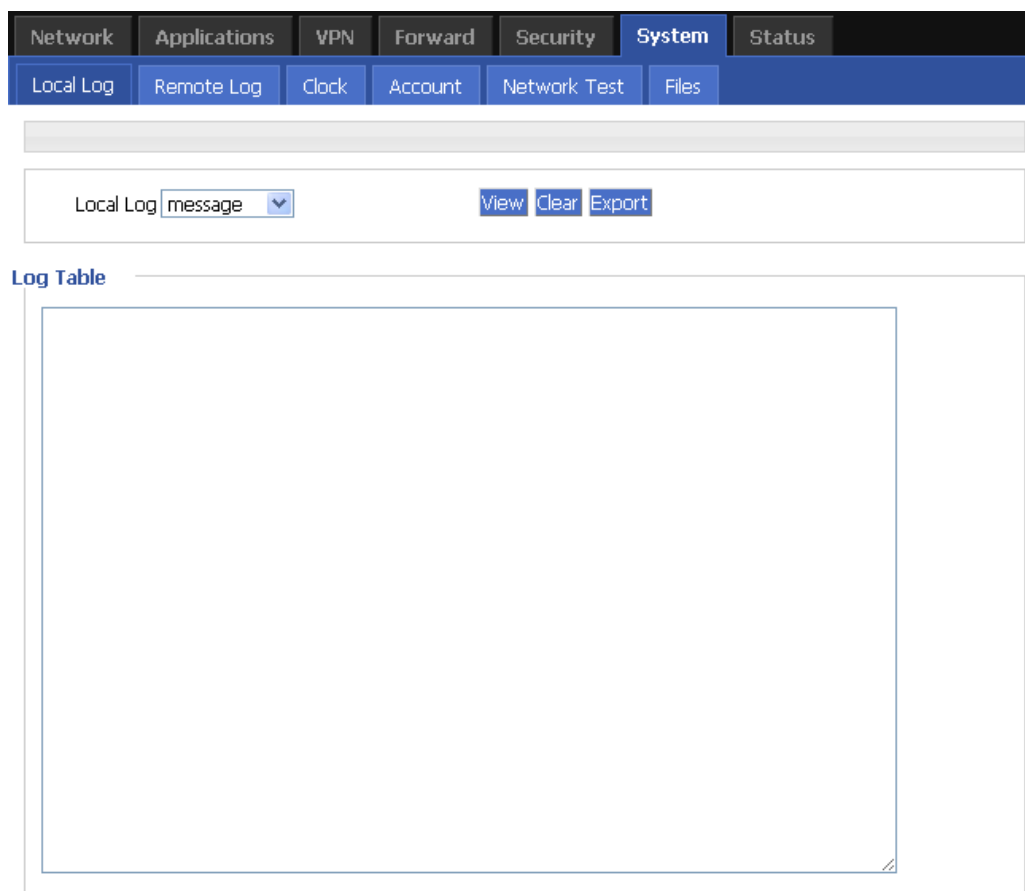 Network Applications VPN Forward Security System Status
Local Log Remote Log Clock Account Network Test Files
Local Log message View Clear Export
Log Table